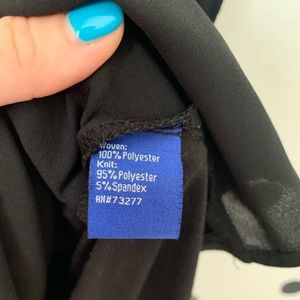 Woven:
100% Polyester
Knit:
95% Polyester
5% Spandex
RN#73277